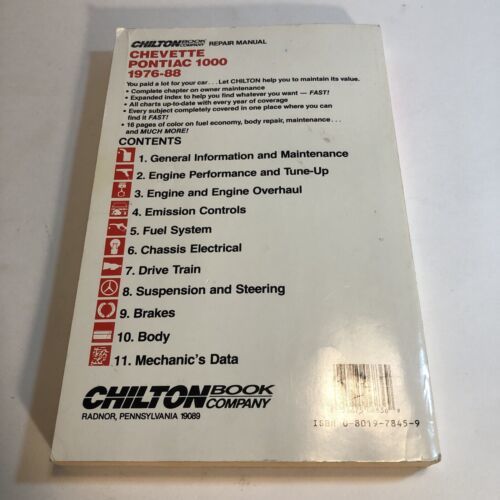 CHILTON BOOK COMPANY REPAIR MANUAL
CHEVETTE
PONTIAC 1000
1976-88
You paid a lot for your car... Let CHILTON help you to maintain its value.
• Complete chapter on owner maintenance
• Expanded index to help you find whatever you want — FAST!
• All charts up-to-date with every year of coverage
• Every subject completely covered in one place where you can
find it FAST!
• 16 pages of color on fuel economy, body repair, maintenance...
and MUCH MORE!
CONTENTS
1. General Information and Maintenance
2. Engine Performance and Tune-Up
3. Engine and Engine Overhaul
4. Emission Controls
5. Fuel System
6. Chassis Electrical
7. Drive Train
8. Suspension and Steering
9. Brakes
10. Body
11. Mechanic's Data
CHILTON BOOK COMPANY
RADNOR, PENNSYLVANIA 19089
ISBN 0-8019-7845-9